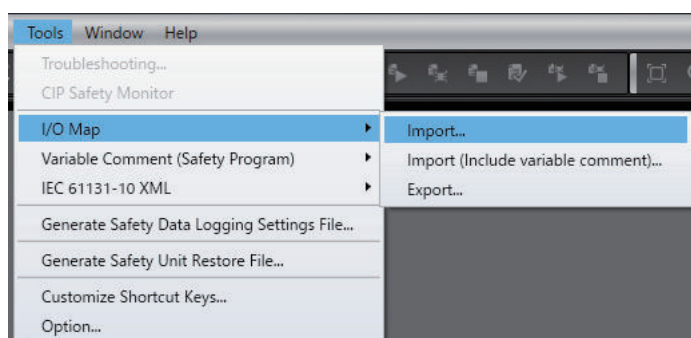 Tools Window Help
Troubleshooting...
CIP Safety Monitor
I/O Map
Import...
Variable Comment (Safety Program)
Import (Include variable comment)...
IEC 61131-10 XML
Export...
Generate Safety Data Logging Settings File...
Generate Safety Unit Restore File...
Customize Shortcut Keys...
Option...